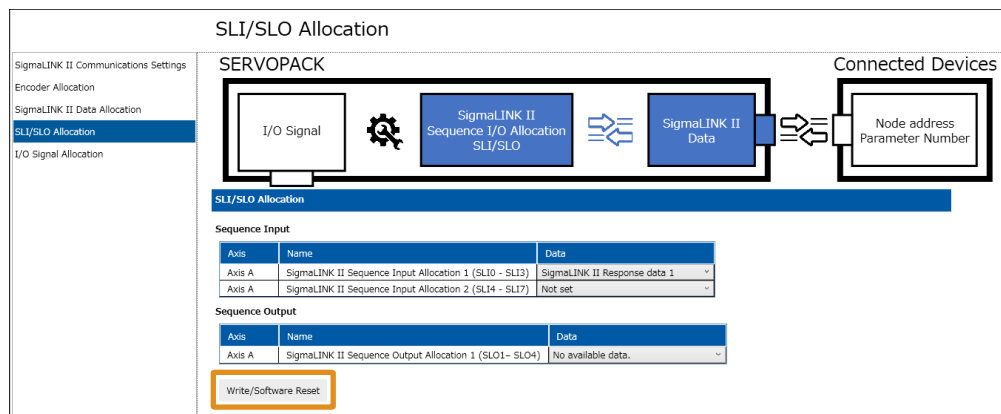 SLI/SLO Allocation
SigmaLINK II Communications Settings
Encoder Allocation
SigmaLINK II Data Allocation
SLI/SLO Allocation
I/O Signal Allocation
SERVOPACK
Connected Devices
I/O Signal
SigmaLINK II
Sequence I/O Allocation
SLI/SLO
SigmaLINK II
Data
Node address
Parameter Number
SLI/SLO Allocation
Sequence Input
Axis Name Data
Axis A SigmaLINK II Sequence Input Allocation 1 (SLI0 - SLI3) SigmaLINK II Response data 1
Axis A SigmaLINK II Sequence Input Allocation 2 (SLI4 - SLI7) Not set
Sequence Output
Axis Name Data
Axis A SigmaLINK II Sequence Output Allocation 1 (SLO1– SLO4) No available data.
Write/Software Reset